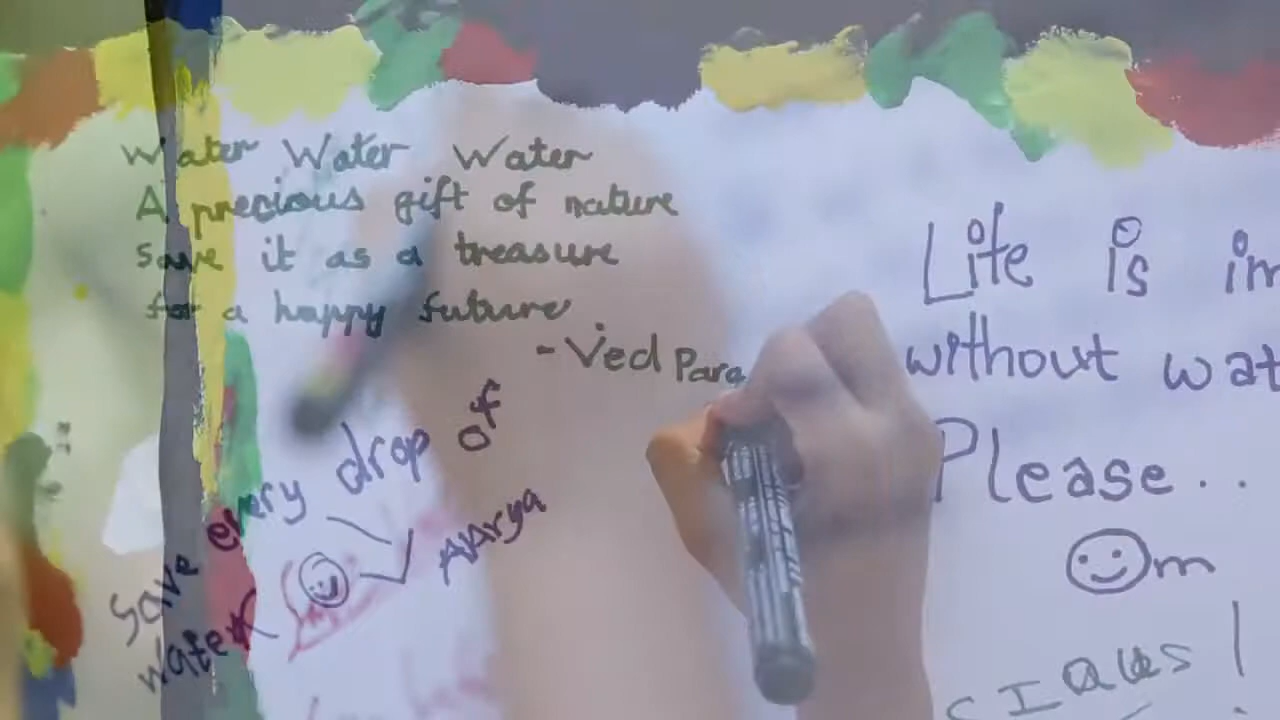 Water Water Water
A precious gift of nature
save it as a treasure
for a happy future
- Ved Para
Save every drop of
water
AArya
Life is im
without wat
Please..
m